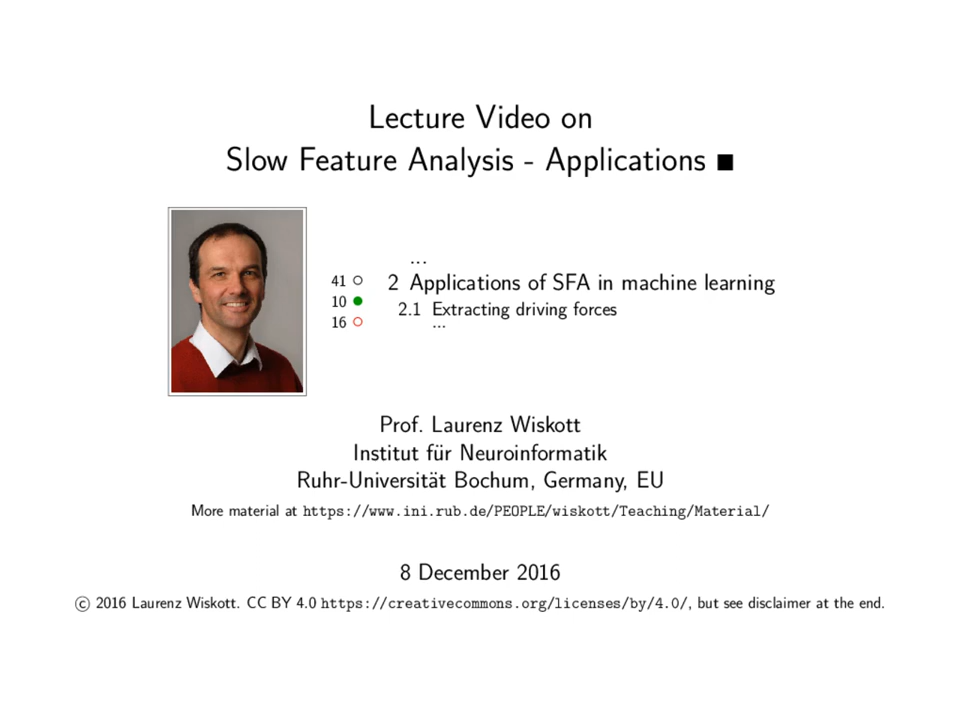 Lecture Video on
Slow Feature Analysis - Applications ■
...
41 ○ 2 Applications of SFA in machine learning
10 ● 2.1 Extracting driving forces
16 ○ ...
Prof. Laurenz Wiskott
Institut für Neuroinformatik
Ruhr-Universität Bochum, Germany, EU
More material at https://www.ini.rub.de/PEOPLE/wiskott/Teaching/Material/
8 December 2016
© 2016 Laurenz Wiskott. CC BY 4.0 https://creativecommons.org/licenses/by/4.0/, but see disclaimer at the end.